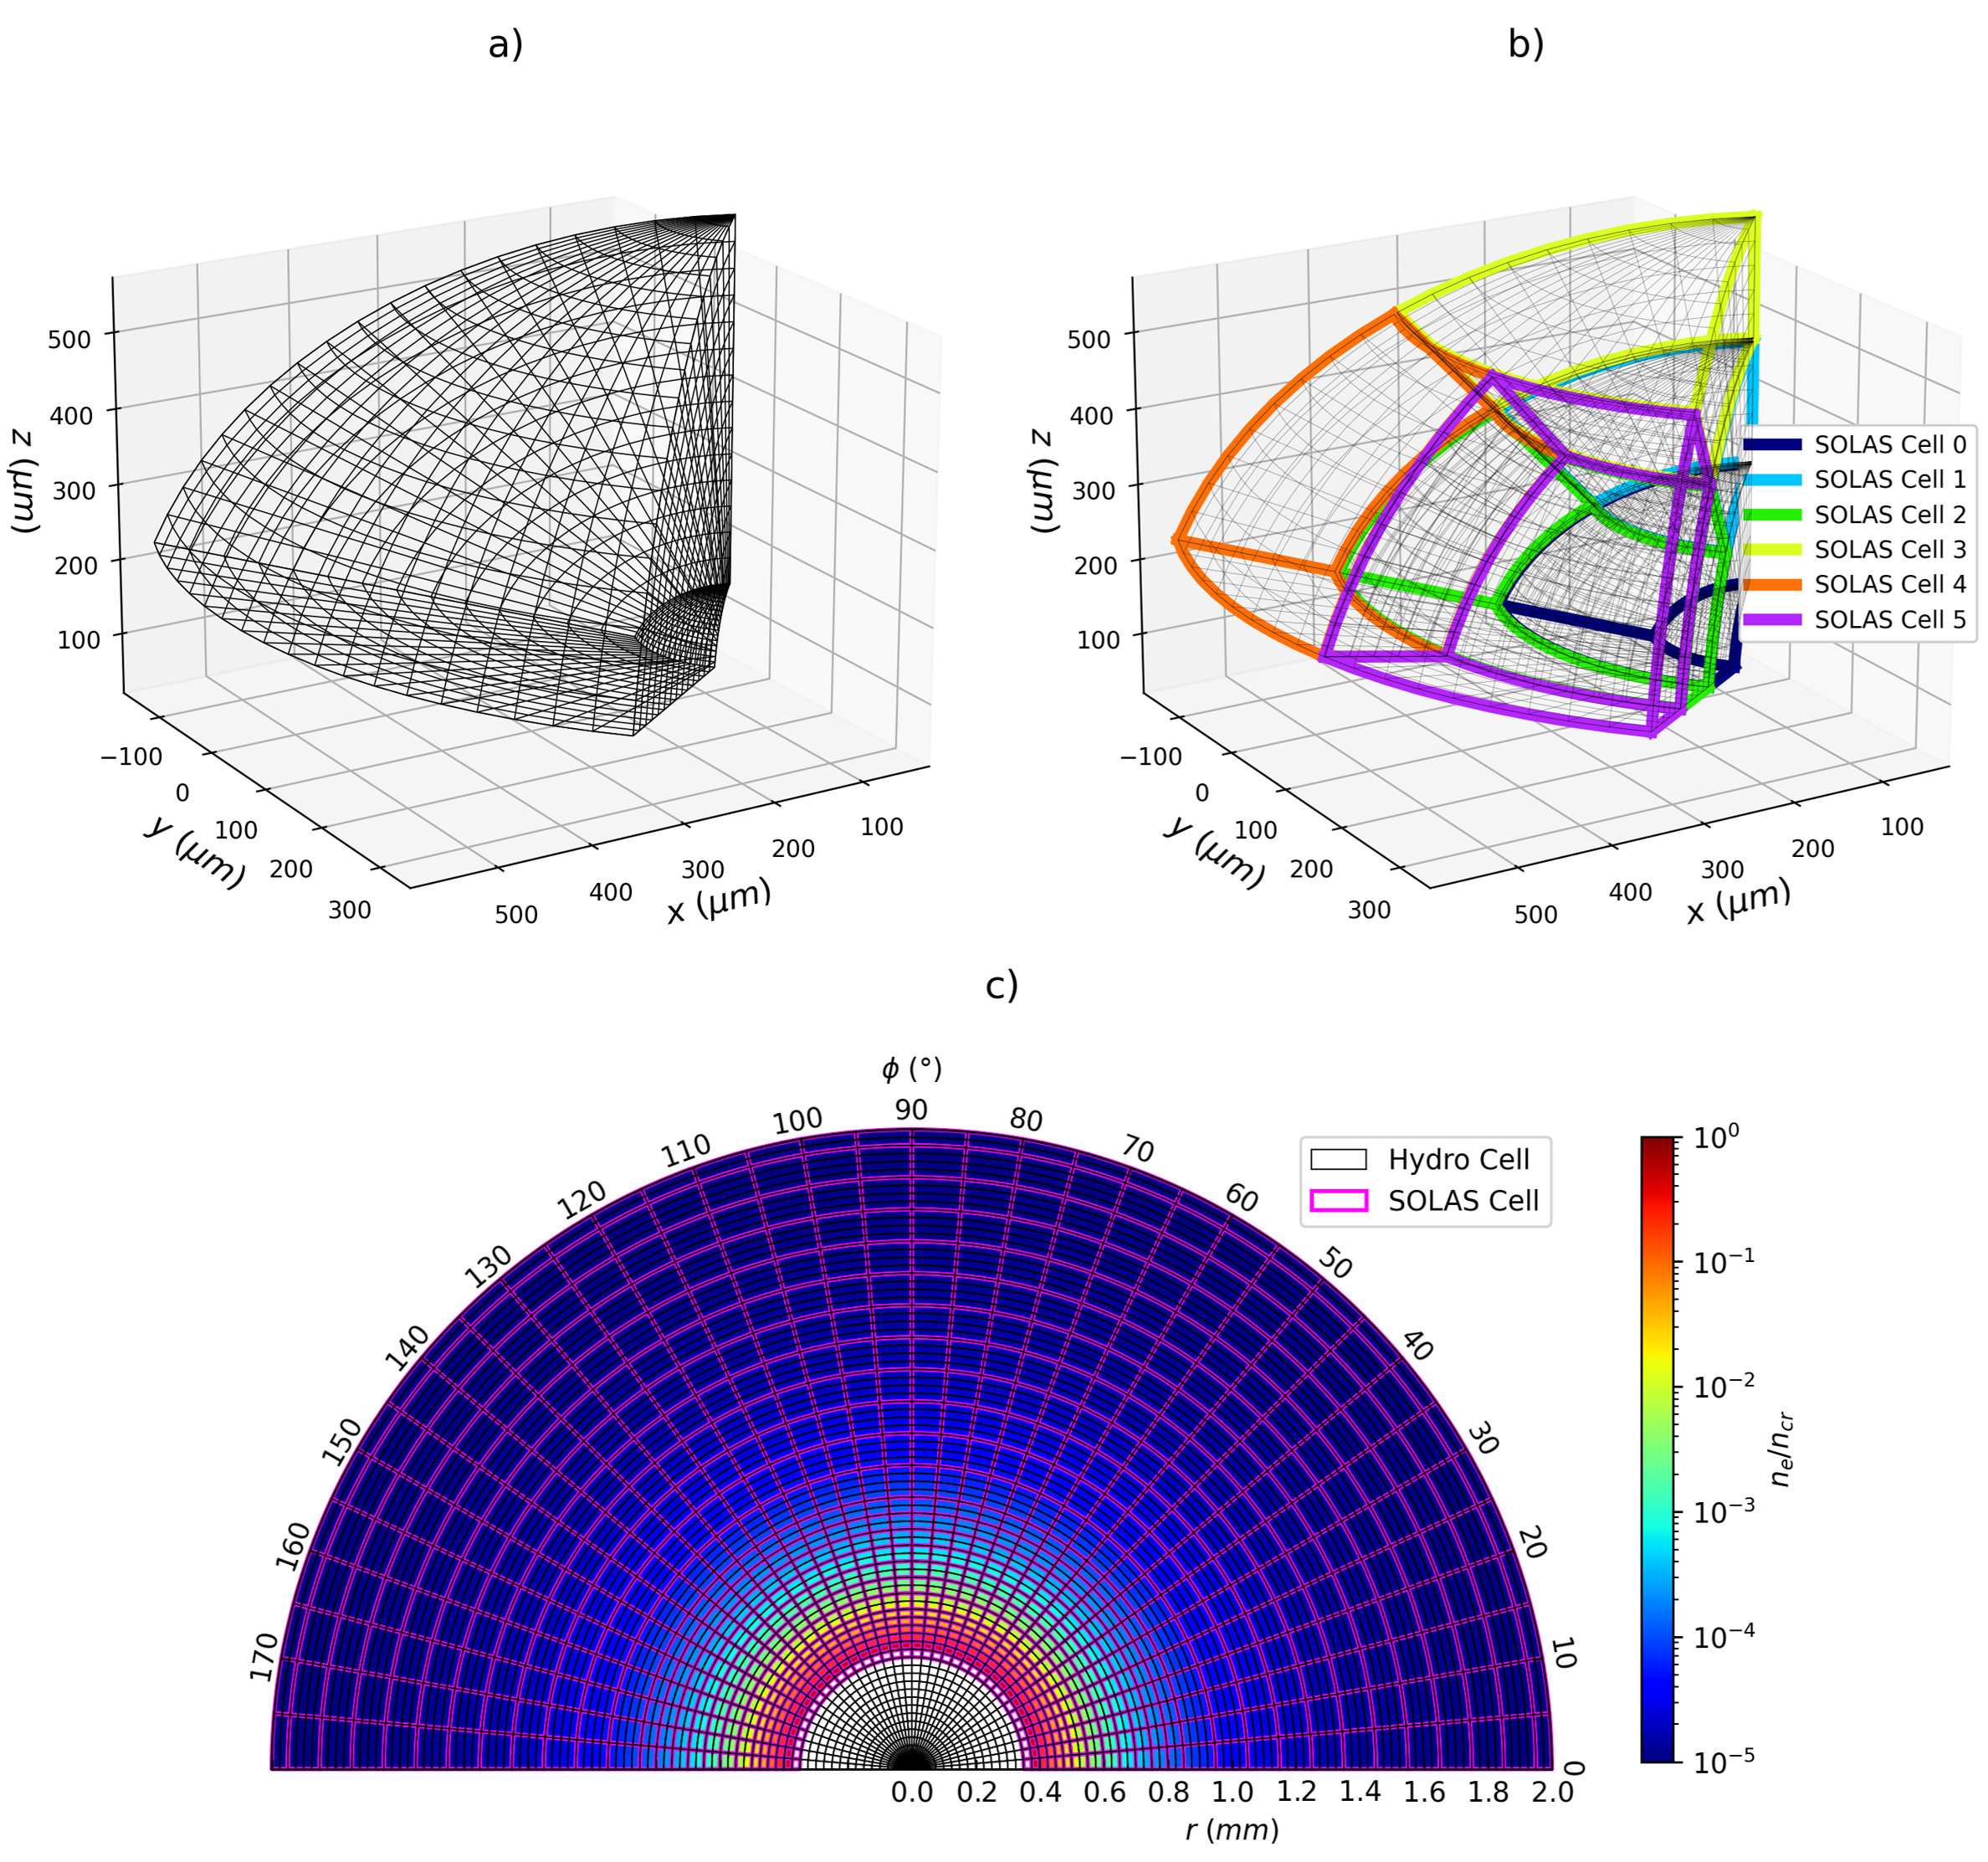 a)
500
400
300
200
100
z (μm)
−100
0
100
200
300
y (μm)
500
400
300
200
100
x (μm)
b)
500
400
300
200
100
z (μm)
−100
0
100
200
300
y (μm)
500
400
300
200
100
x (μm)
SOLAS Cell 0
SOLAS Cell 1
SOLAS Cell 2
SOLAS Cell 3
SOLAS Cell 4
SOLAS Cell 5
c)
ϕ (°)
170
160
150
140
130
120
110
100
90
80
70
60
50
40
30
20
10
0
0.0 0.2 0.4 0.6 0.8 1.0 1.2 1.4 1.6 1.8 2.0
r (mm)
Hydro Cell
SOLAS Cell
10⁰
10⁻¹
10⁻²
10⁻³
10⁻⁴
10⁻⁵
nₑ/n_cr